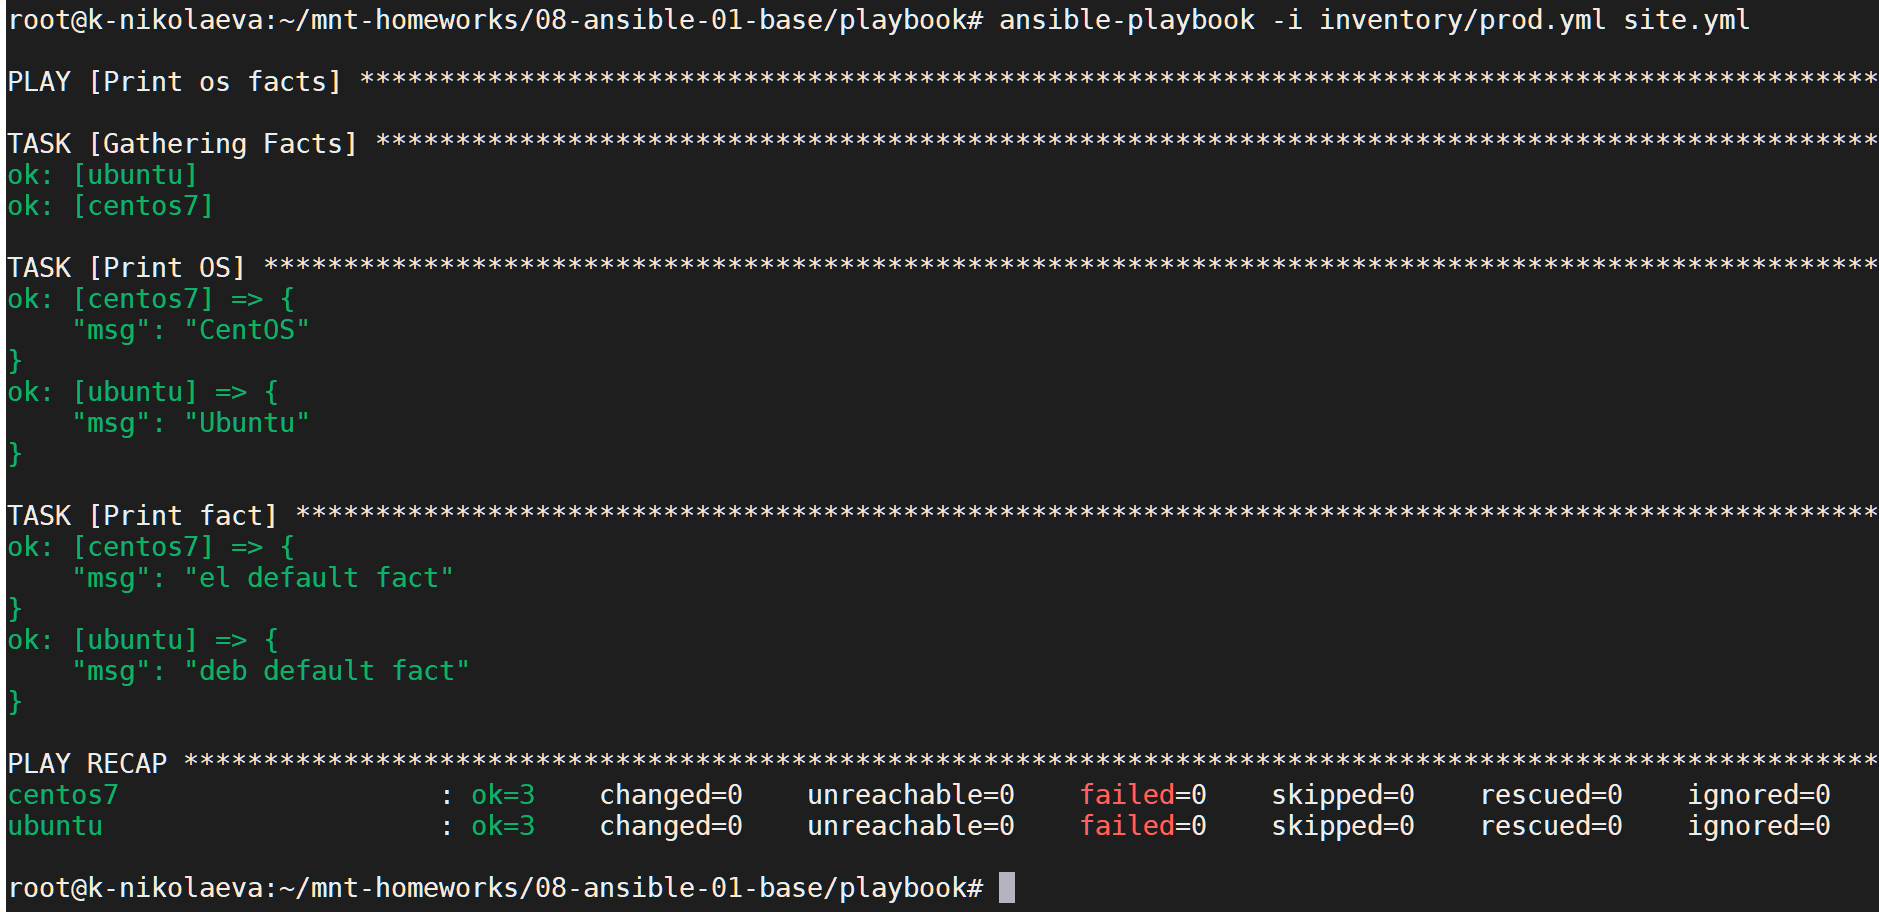 root@k-nikolaeva:~/mnt-homeworks/08-ansible-01-base/playbook# ansible-playbook -i inventory/prod.yml site.yml
PLAY [Print os facts] ***********************************************************************************************
TASK [Gathering Facts] **********************************************************************************************
ok: [ubuntu]
ok: [centos7]
TASK [Print OS] *****************************************************************************************************
ok: [centos7] => {
    "msg": "CentOS"
}
ok: [ubuntu] => {
    "msg": "Ubuntu"
}
TASK [Print fact] ***************************************************************************************************
ok: [centos7] => {
    "msg": "el default fact"
}
ok: [ubuntu] => {
    "msg": "deb default fact"
}
PLAY RECAP **********************************************************************************************************
centos7                    : ok=3    changed=0    unreachable=0    failed=0    skipped=0    rescued=0    ignored=0
ubuntu                     : ok=3    changed=0    unreachable=0    failed=0    skipped=0    rescued=0    ignored=0
root@k-nikolaeva:~/mnt-homeworks/08-ansible-01-base/playbook#